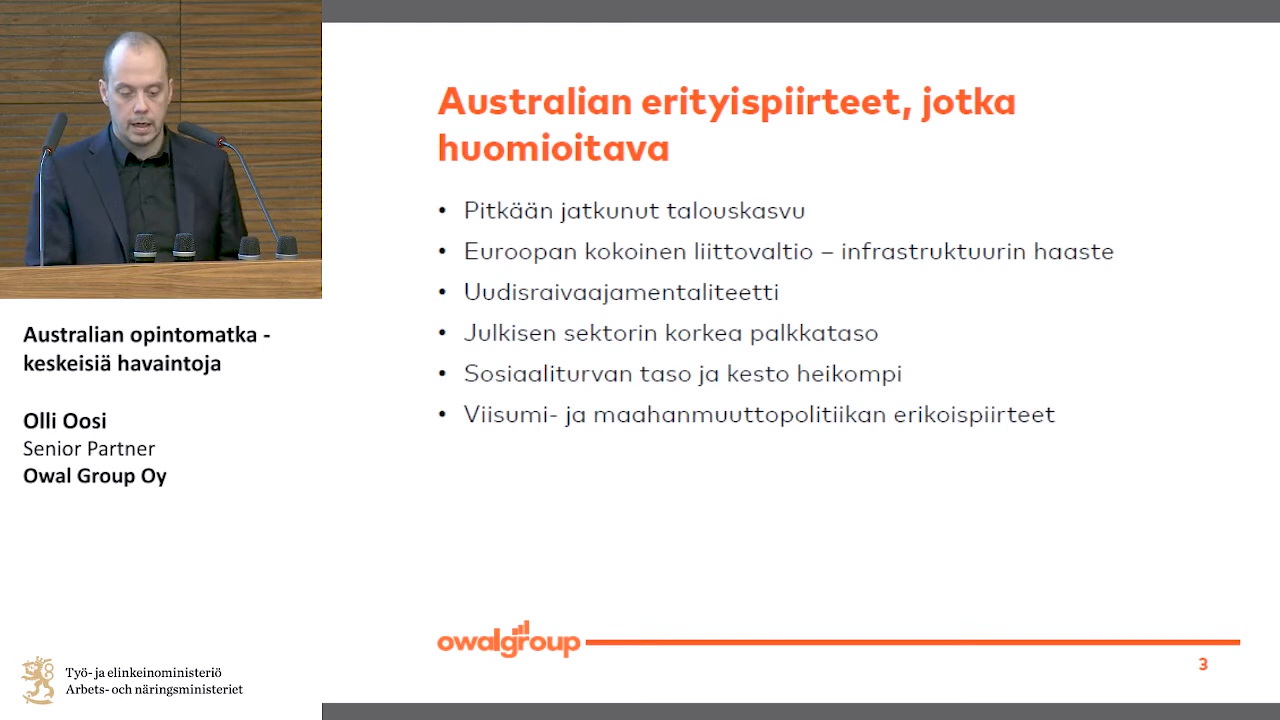 Australian erityispiirteet, jotka
huomioitava
• Pitkään jatkunut talouskasvu
• Euroopan kokoinen liittovaltio – infrastruktuurin haaste
• Uudisraivaajamentaliteetti
• Julkisen sektorin korkea palkkataso
• Sosiaaliturvan taso ja kesto heikompi
• Viisumi- ja maahanmuuttopolitiikan erikoispiirteet
owalgroup
3
Australian opintomatka -
keskeisiä havaintoja
Olli Oosi
Senior Partner
Owal Group Oy
Työ- ja elinkeinoministeriö
Arbets- och näringsministeriet